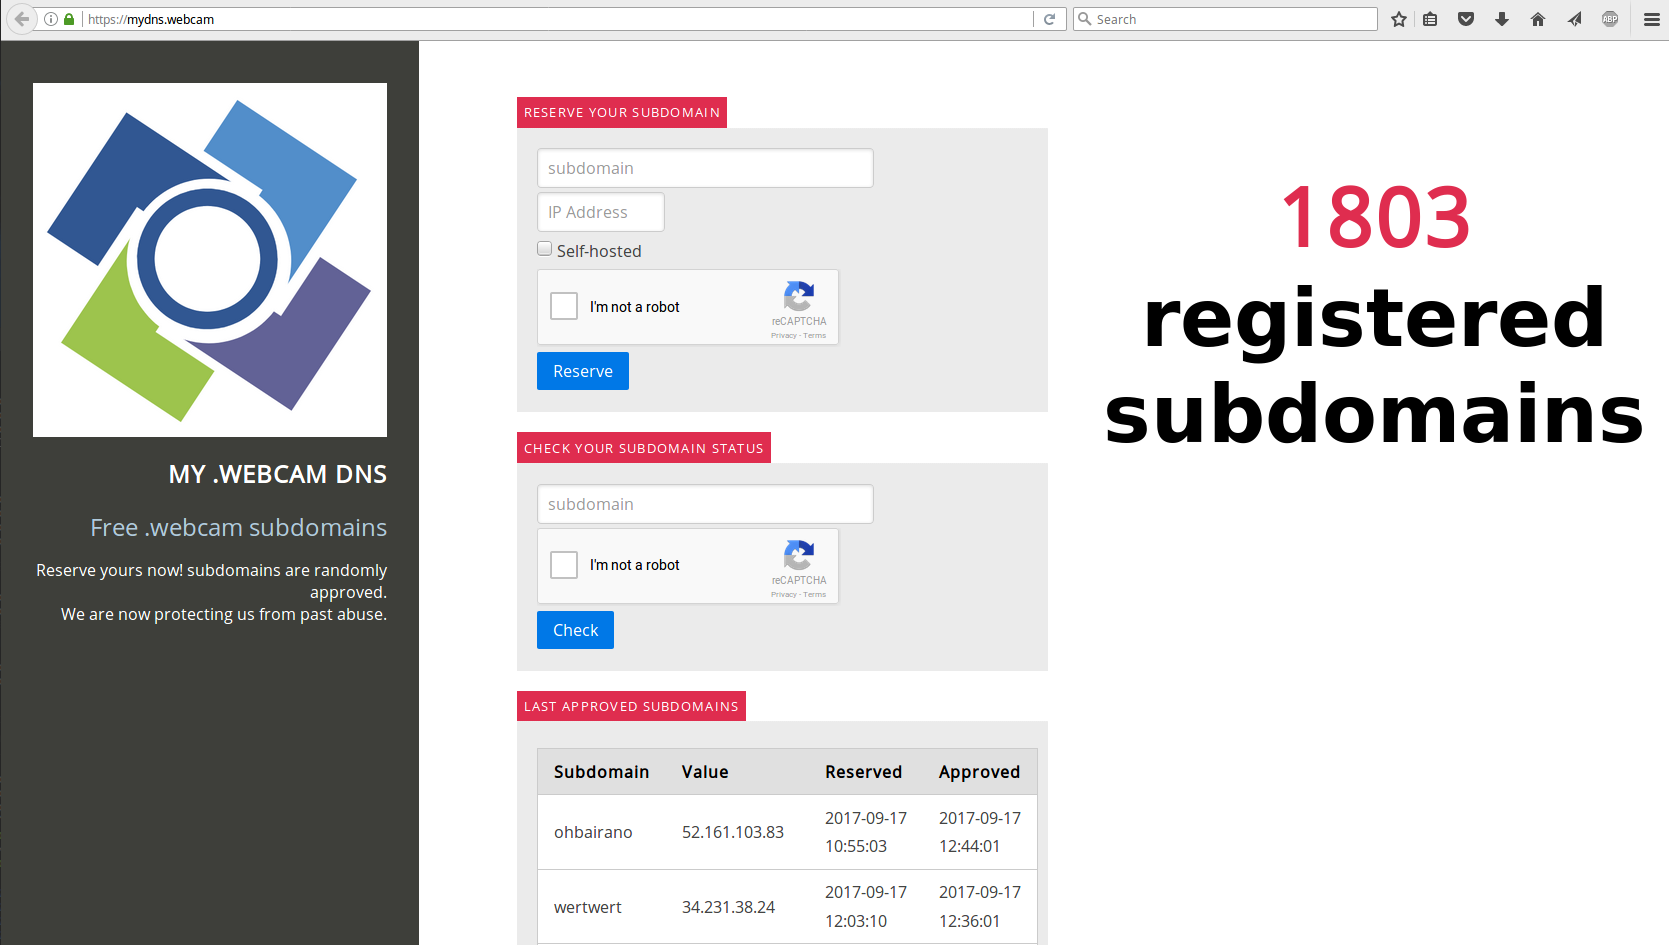 https://mydns.webcam
Search
ABP
MY .WEBCAM DNS
Free .webcam subdomains
Reserve yours now! subdomains are randomly
approved.
We are now protecting us from past abuse.
RESERVE YOUR SUBDOMAIN
subdomain
IP Address
Self-hosted
I'm not a robot
reCAPTCHA
Privacy - Terms
Reserve
CHECK YOUR SUBDOMAIN STATUS
subdomain
I'm not a robot
reCAPTCHA
Privacy - Terms
Check
LAST APPROVED SUBDOMAINS
Subdomain Value Reserved Approved
ohbairano 52.161.103.83 2017-09-17 10:55:03 2017-09-17 12:44:01
wertwert 34.231.38.24 2017-09-17 12:03:10 2017-09-17 12:36:01
1803
registered
subdomains